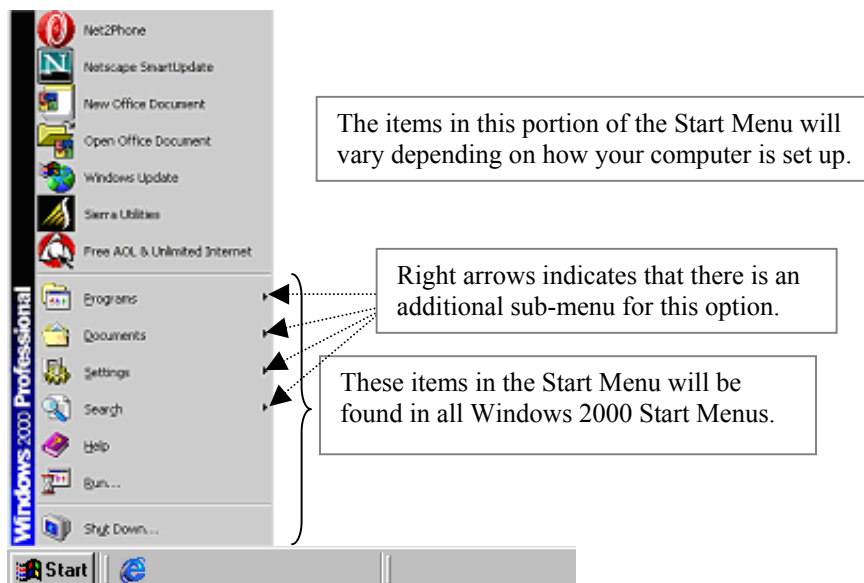 Net2Phone
Netscape SmartUpdate
New Office Document
Open Office Document
Windows Update
Sierra Utilities
Free AOL & Unlimited Internet
Programs
Documents
Settings
Search
Help
Run...
Shut Down...
Windows 2000 Professional
Start
The items in this portion of the Start Menu will
vary depending on how your computer is set up.
Right arrows indicates that there is an
additional sub-menu for this option.
These items in the Start Menu will be
found in all Windows 2000 Start Menus.